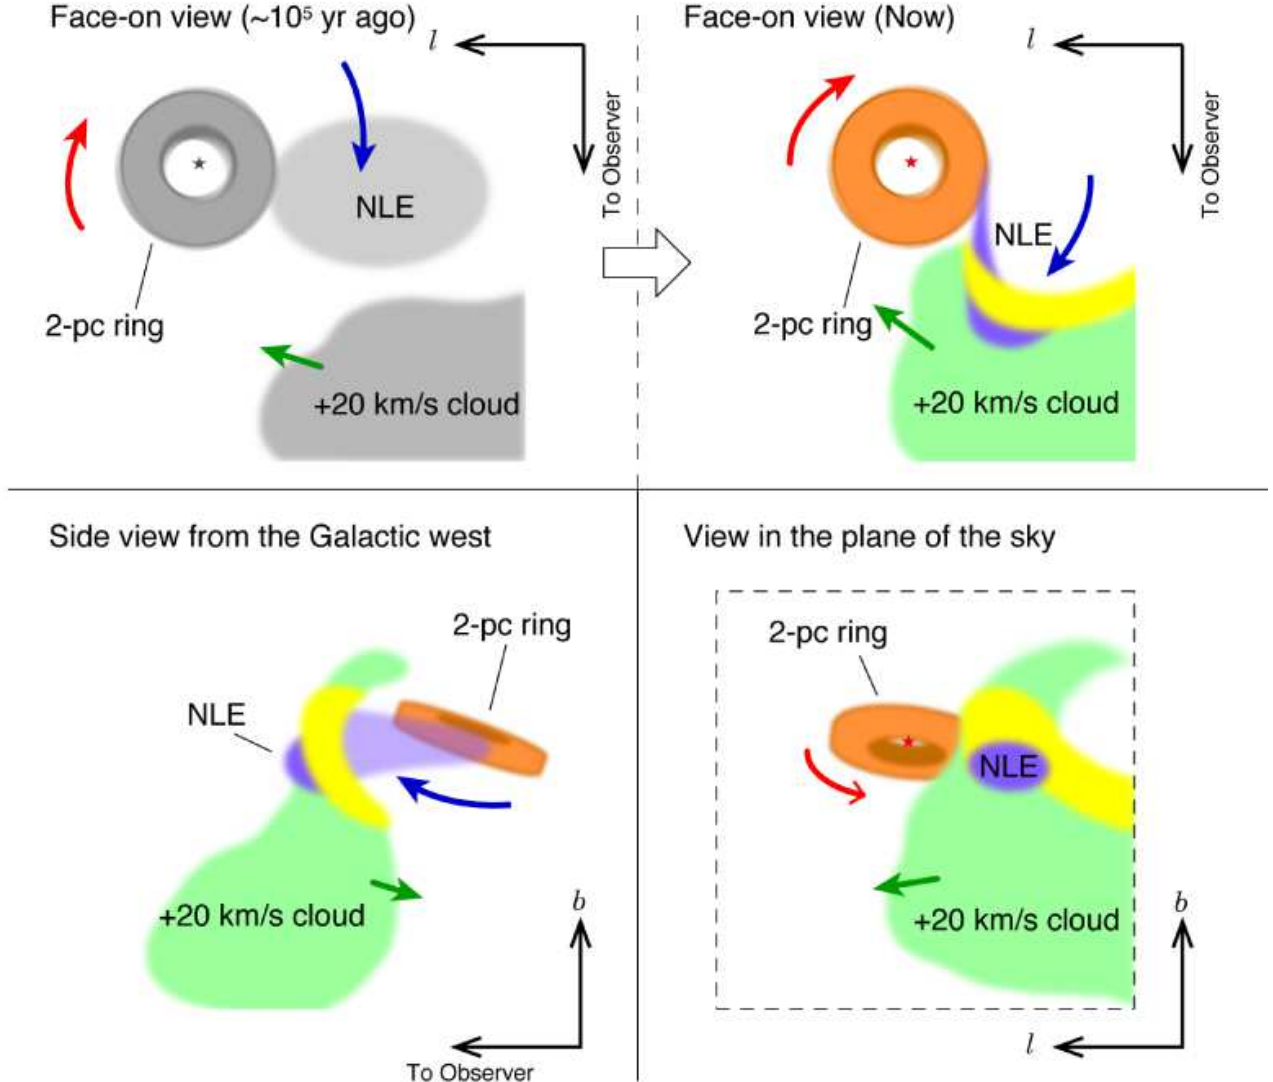 Face-on view (~10⁵ yr ago)
l
To Observer
NLE
2-pc ring
+20 km/s cloud
Face-on view (Now)
l
To Observer
NLE
2-pc ring
+20 km/s cloud
Side view from the Galactic west
2-pc ring
NLE
+20 km/s cloud
b
To Observer
View in the plane of the sky
2-pc ring
NLE
+20 km/s cloud
b
l